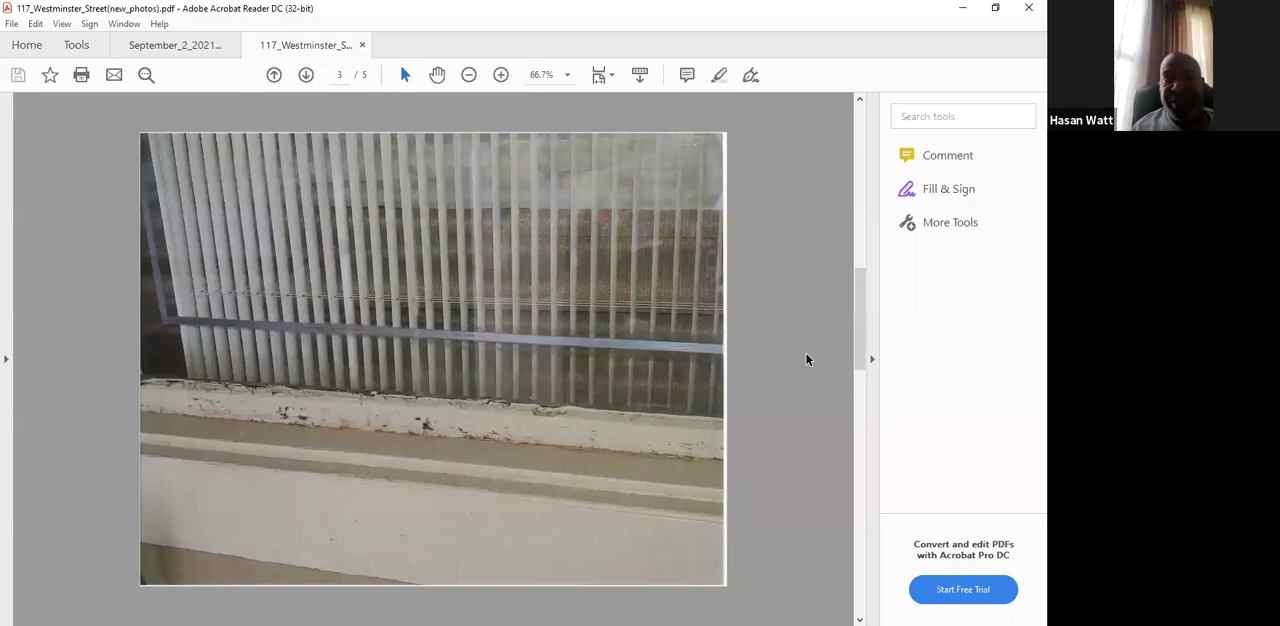 117_Westminster_Street(new_photos).pdf - Adobe Acrobat Reader DC (32-bit)
File Edit View Sign Window Help
Home Tools September_2_2021... 117_Westminster_S... ×
3 / 5 66.7%
Search tools
Comment
Fill & Sign
More Tools
Convert and edit PDFs
with Acrobat Pro DC
Start Free Trial
Hasan Watt